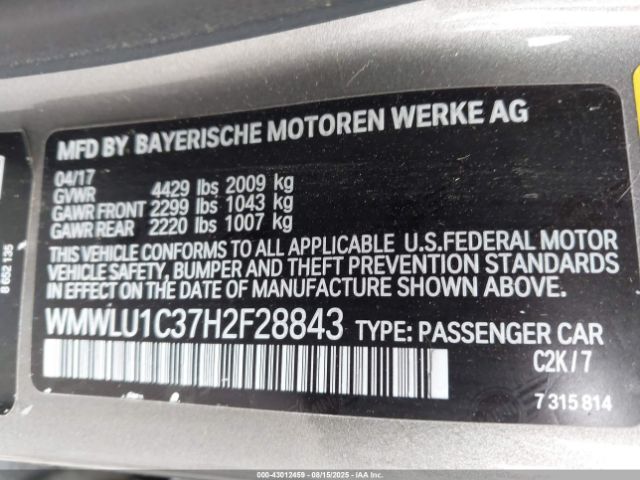 MFD BY BAYERISCHE MOTOREN WERKE AG
04/17
GVWR 4429 lbs 2009 kg
GAWR FRONT 2299 lbs 1043 kg
GAWR REAR 2220 lbs 1007 kg
THIS VEHICLE CONFORMS TO ALL APPLICABLE U.S.FEDERAL MOTOR
VEHICLE SAFETY, BUMPER AND THEFT PREVENTION STANDARDS
IN EFFECT ON THE DATE OF MANUFACTURE SHOWN ABOVE.
WMWLU1C37H2F28843 TYPE: PASSENGER CAR
C2K / 7
7 315 814
8 652 135
000-43012459 - 08/15/2025 - IAAI.COM